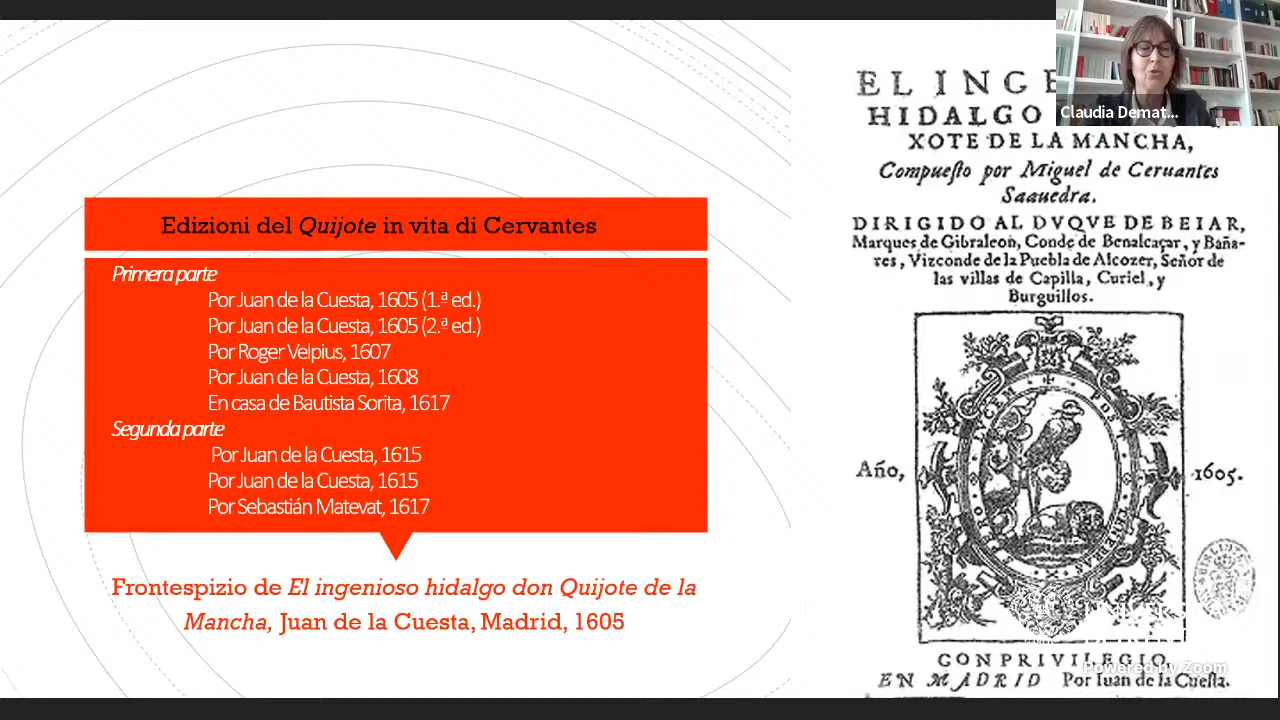 Edizioni del Quijote in vita di Cervantes
Primera parte
Por Juan de la Cuesta, 1605 (1.ª ed.)
Por Juan de la Cuesta, 1605 (2.ª ed.)
Por Roger Velpius, 1607
Por Juan de la Cuesta, 1608
En casa de Bautista Sorita, 1617
Segunda parte
Por Juan de la Cuesta, 1615
Por Juan de la Cuesta, 1615
Por Sebastián Matevat, 1617
Frontespizio de El ingenioso hidalgo don Quijote de la
Mancha, Juan de la Cuesta, Madrid, 1605
Claudia Demat...
EL INGE
HIDALGO
XOTE DE LA MANCHA,
Compueſto por Miguel de Ceruantes
Saauedra.
DIRIGIDO AL DVQVE DE BEIAR,
Marques de Gibraleon, Conde de Benalcaçar, y Baña-
res, Vizconde de la Puebla de Alcozer, Señor de
las villas de Capilla, Curiel, y
Burguillos.
Año, 1605.
CON PRIVILEGIO,
EN MADRID Por Iuan de la Cueſta.
Powered by Zoom